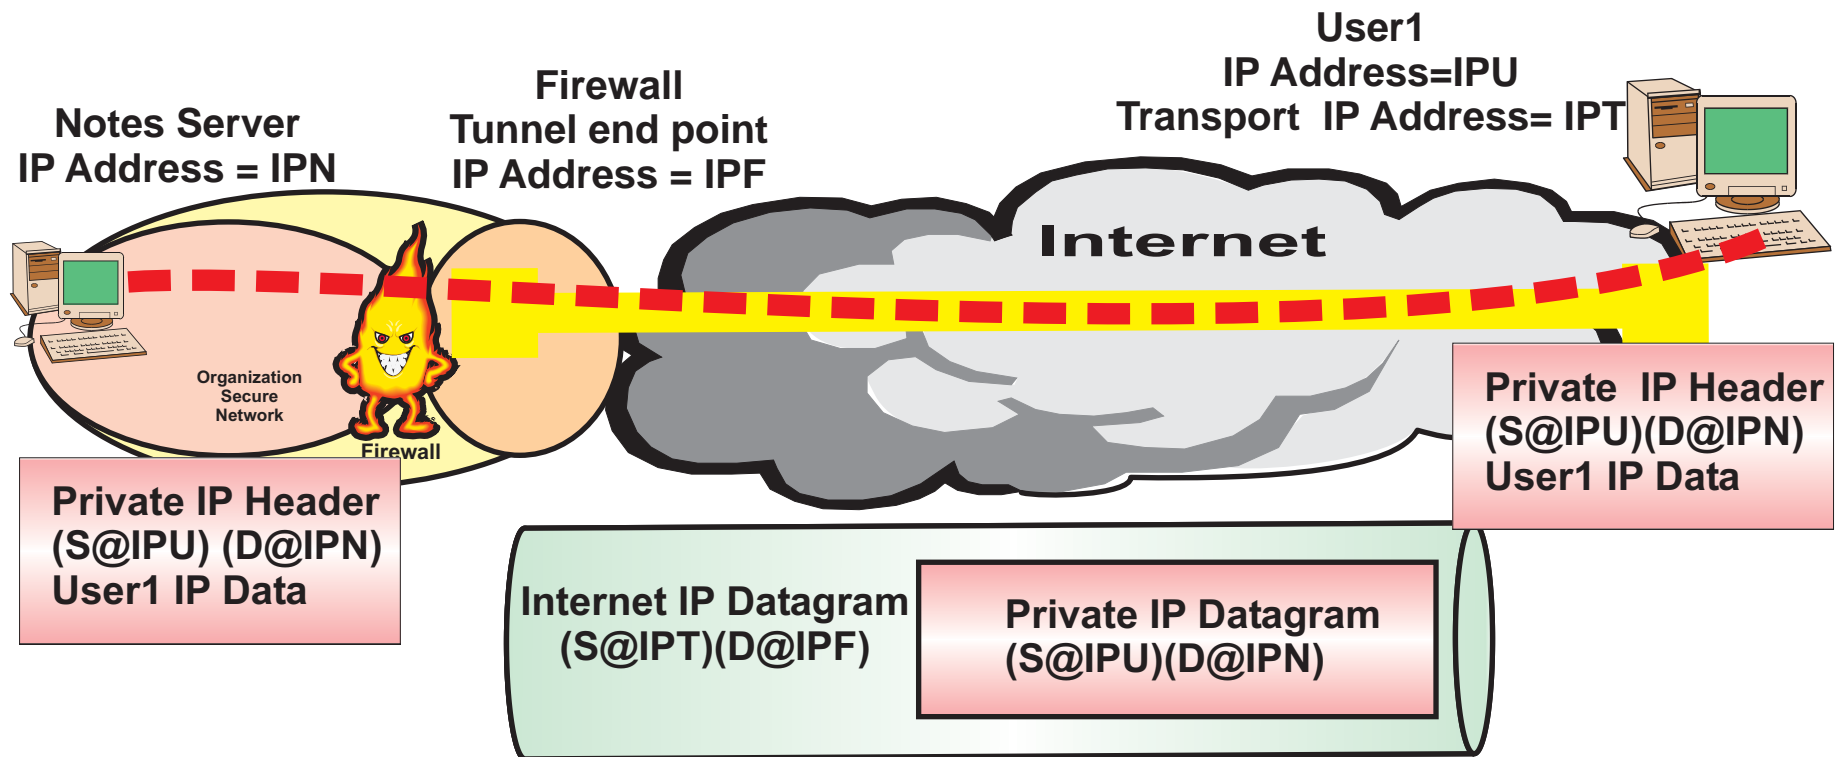 User1
IP Address=IPU
Transport IP Address= IPT
Firewall
Tunnel end point
IP Address = IPF
Notes Server
IP Address = IPN
Internet
Organization
Secure
Network
Firewall
Private IP Header
(S@IPU)(D@IPN)
User1 IP Data
Private IP Header
(S@IPU) (D@IPN)
User1 IP Data
Internet IP Datagram
(S@IPT)(D@IPF)
Private IP Datagram
(S@IPU)(D@IPN)